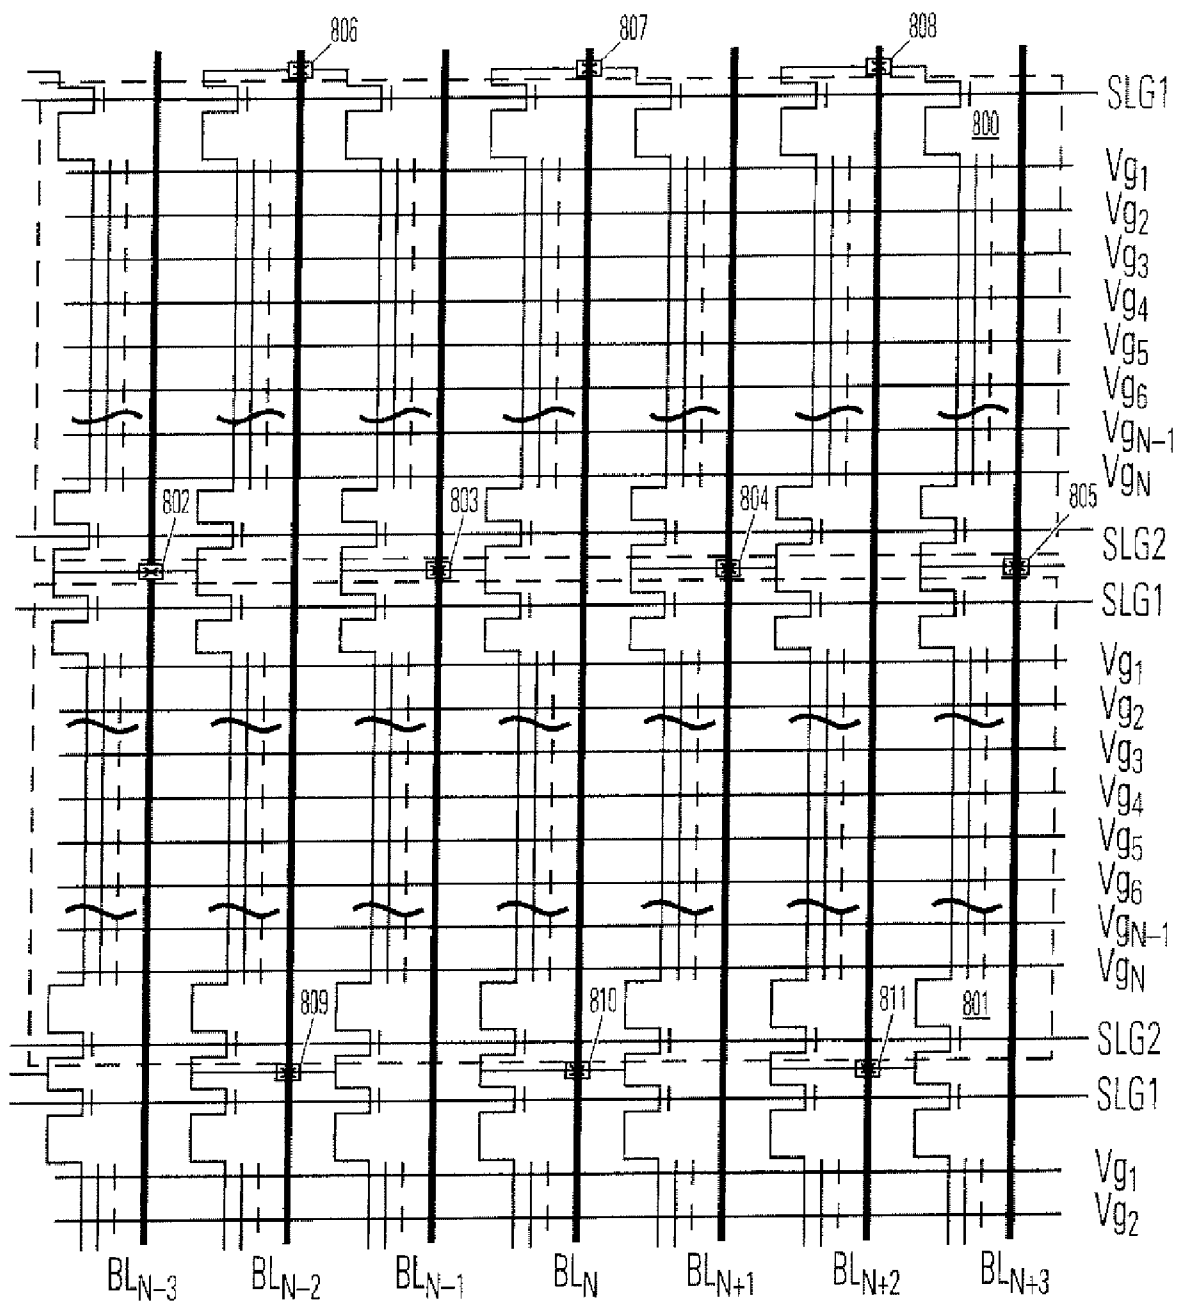 806
807
808
SLG1
800
Vg1
Vg2
Vg3
Vg4
Vg5
Vg6
VgN–1
VgN
802
803
804
805
SLG2
SLG1
Vg1
Vg2
Vg3
Vg4
Vg5
Vg6
VgN–1
VgN
809
810
811
801
SLG2
SLG1
Vg1
Vg2
BLN–3 BLN–2 BLN–1 BLN BLN+1 BLN+2 BLN+3